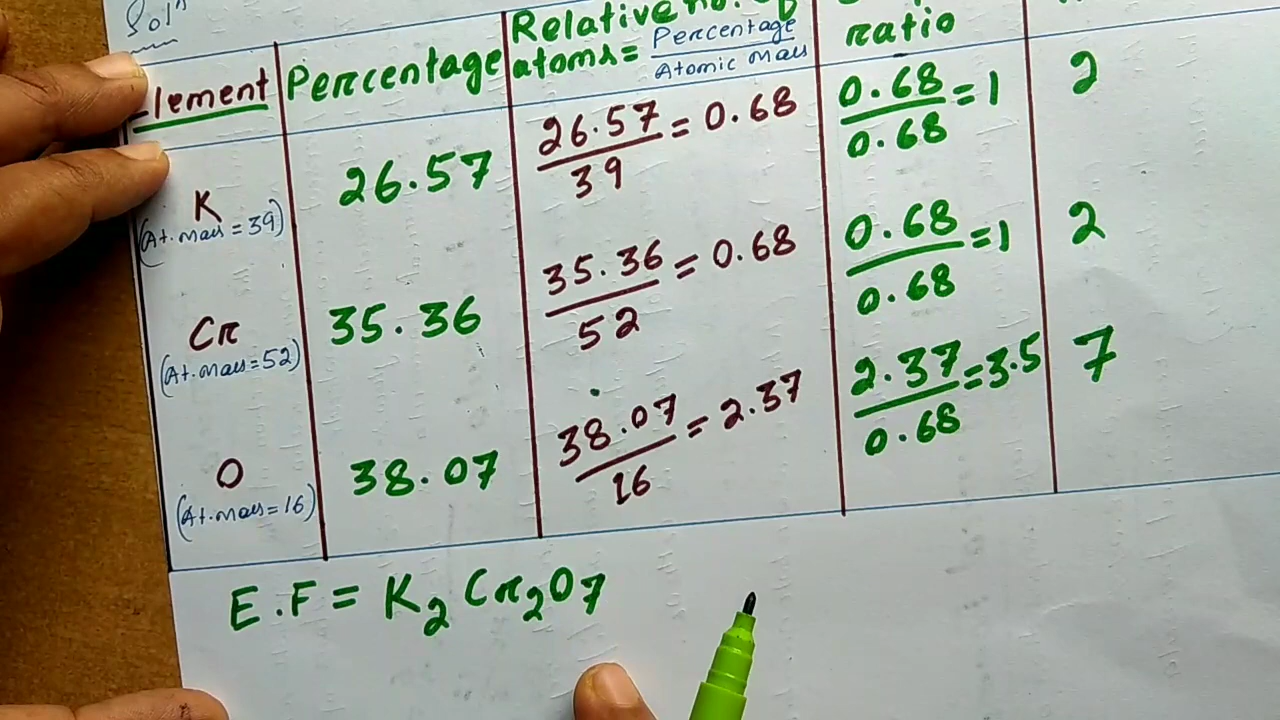 Solⁿ
Element Percentage Relative no. of atoms = Percentage / Atomic Mass ratio
K (At. mass = 39) 26.57 26.57/39 = 0.68 0.68/0.68 = 1 2
Cr (At. mass = 52) 35.36 35.36/52 = 0.68 0.68/0.68 = 1 2
O (At. mass = 16) 38.07 38.07/16 = 2.37 2.37/0.68 = 3.5 7
E.F = K₂Cr₂O₇